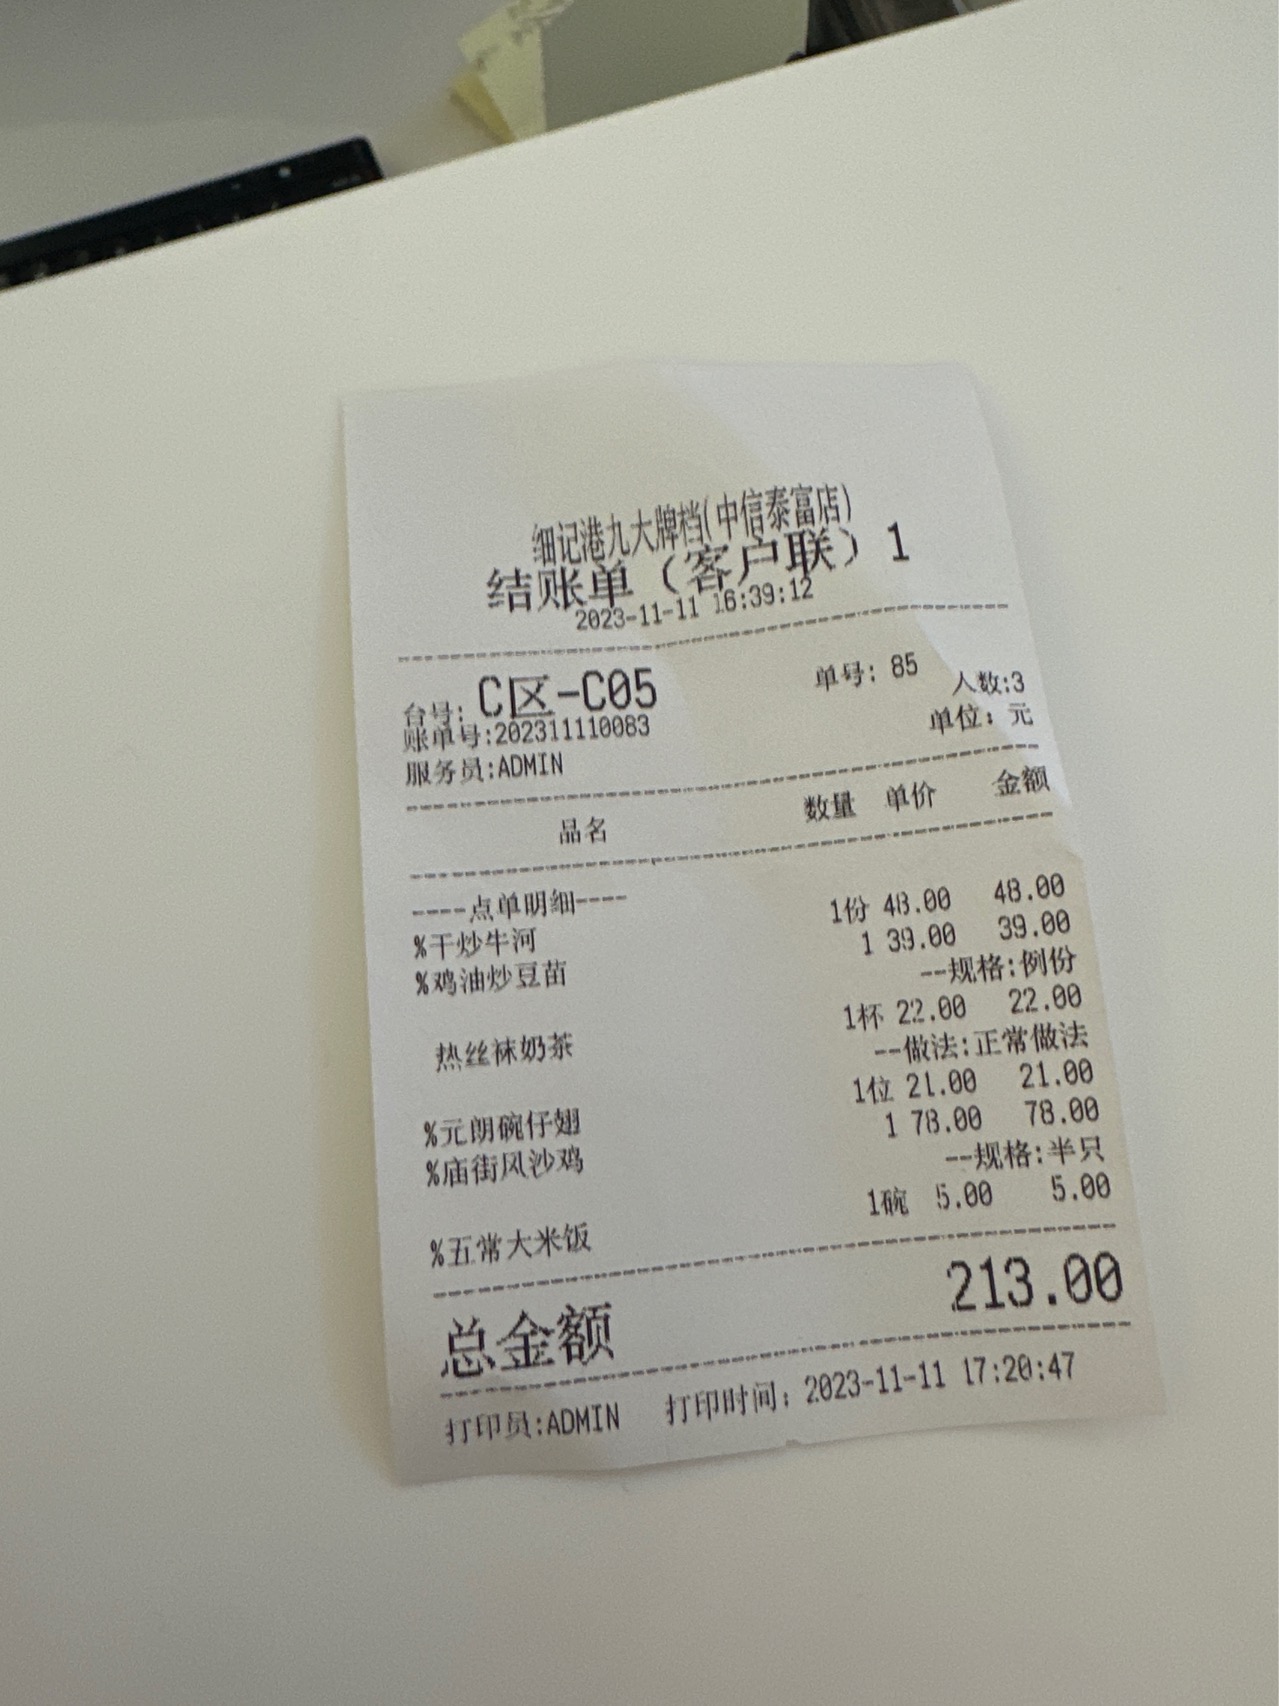 细记港九大牌档(中信泰富店)
结账单（客户联）1
2023-11-11 16:39:12
台号: C区-C05 单号: 85
账单号:202311110083 人数:3
服务员:ADMIN 单位: 元
品名 数量 单价 金额
----点单明细----
%干炒牛河 1份 48.00 48.00
%鸡油炒豆苗 1 39.00 39.00
--规格:例份
热丝袜奶茶 1杯 22.00 22.00
--做法:正常做法
%元朗碗仔翅 1位 21.00 21.00
%庙街风沙鸡 1 78.00 78.00
--规格:半只
%五常大米饭 1碗 5.00 5.00
总金额 213.00
打印员:ADMIN 打印时间: 2023-11-11 17:20:47